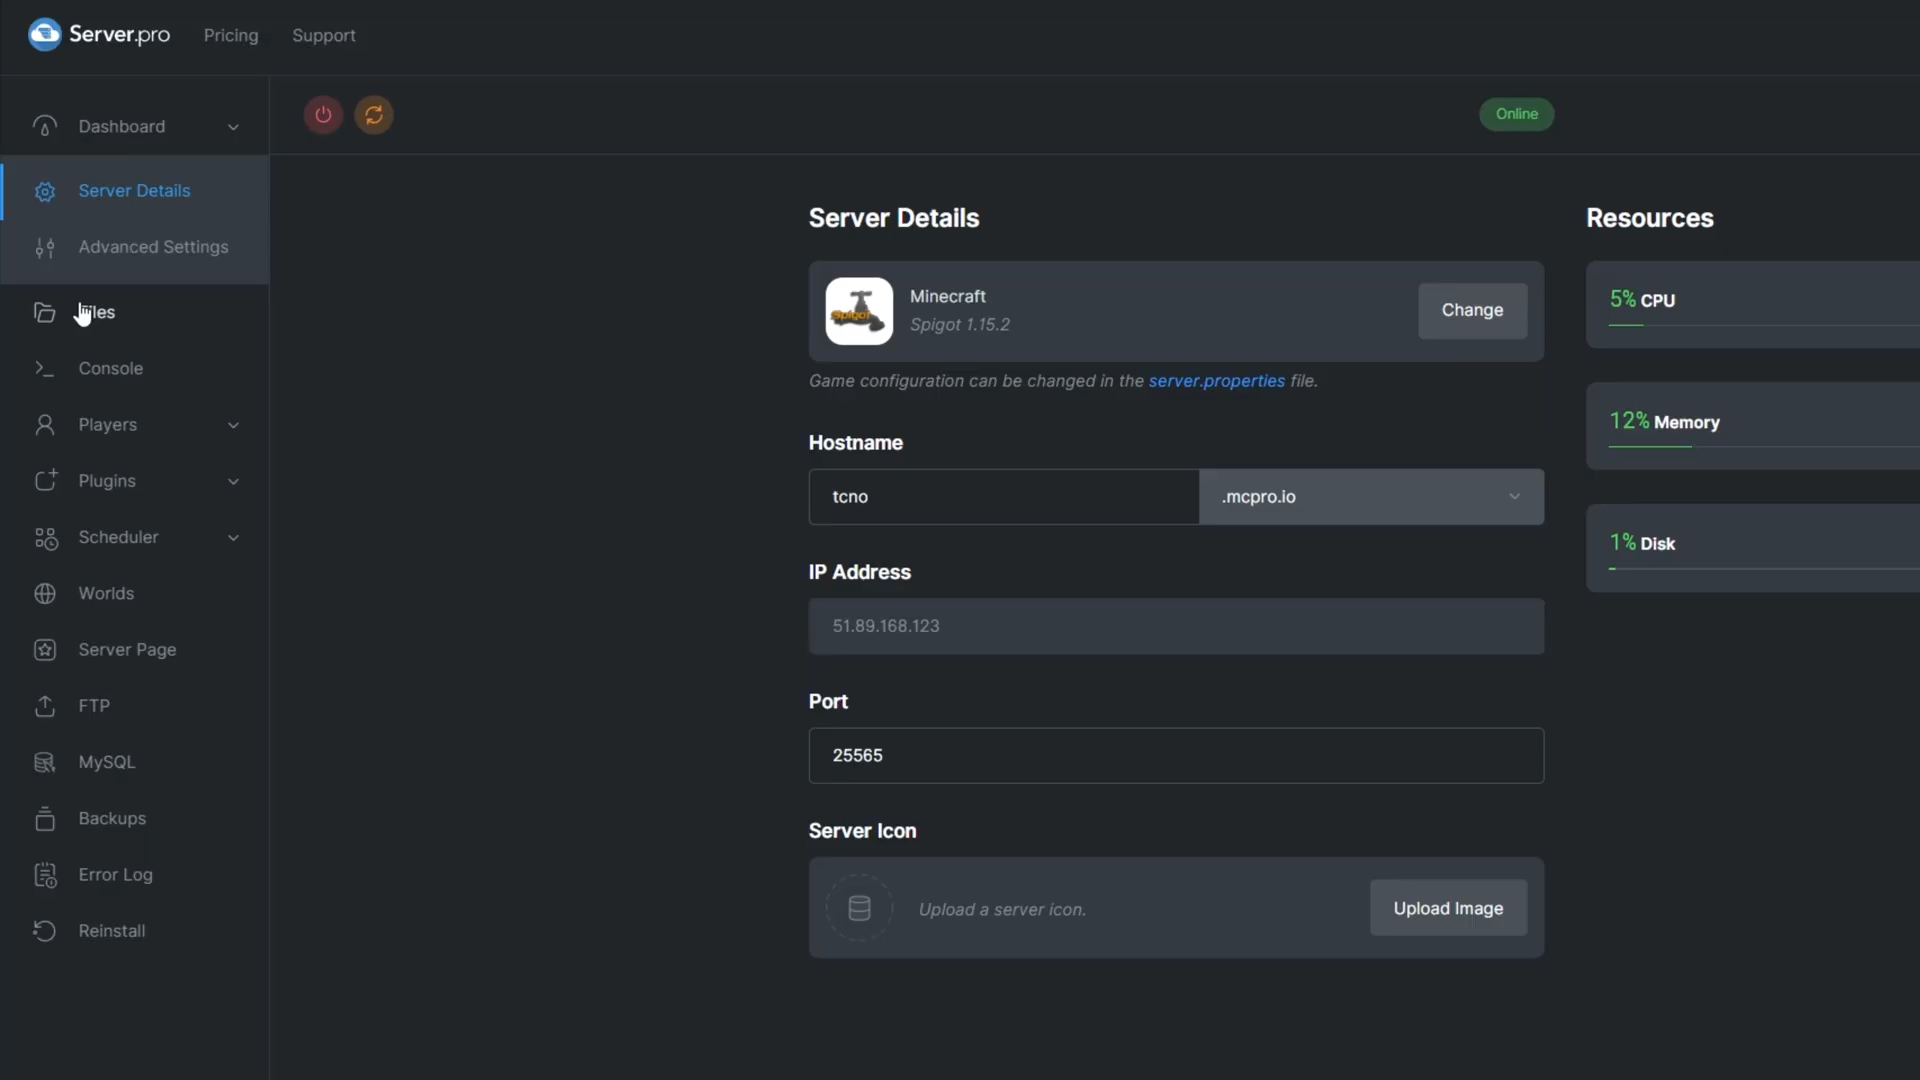 Server.pro
Pricing
Support
Dashboard
Online
Server Details
Advanced Settings
Files
Console
Players
Plugins
Scheduler
Worlds
Server Page
FTP
MySQL
Backups
Error Log
Reinstall
Server Details
Spigot
Minecraft
Spigot 1.15.2
Change
Game configuration can be changed in the server.properties file.
Hostname
tcno
.mcpro.io
IP Address
51.89.168.123
Port
25565
Server Icon
Upload a server icon.
Upload Image
Resources
5% CPU
12% Memory
1% Disk